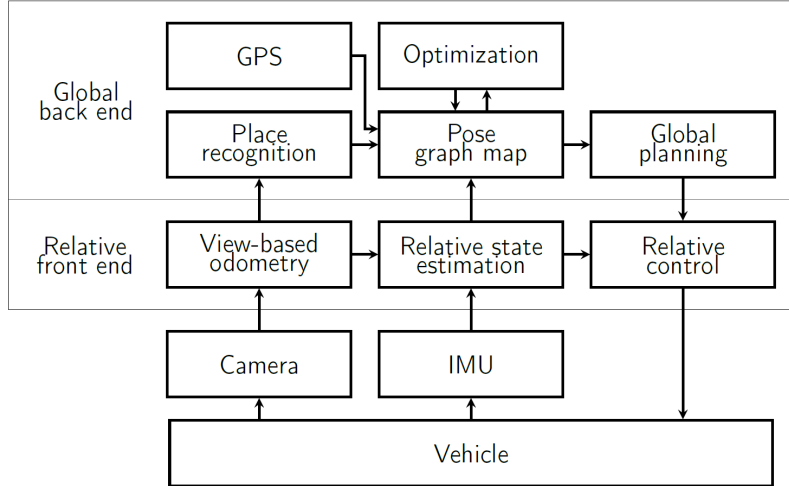 GPS
Optimization
Global
back end
Place
recognition
Pose
graph map
Global
planning
Relative
front end
View-based
odometry
Relative state
estimation
Relative
control
Camera
IMU
Vehicle